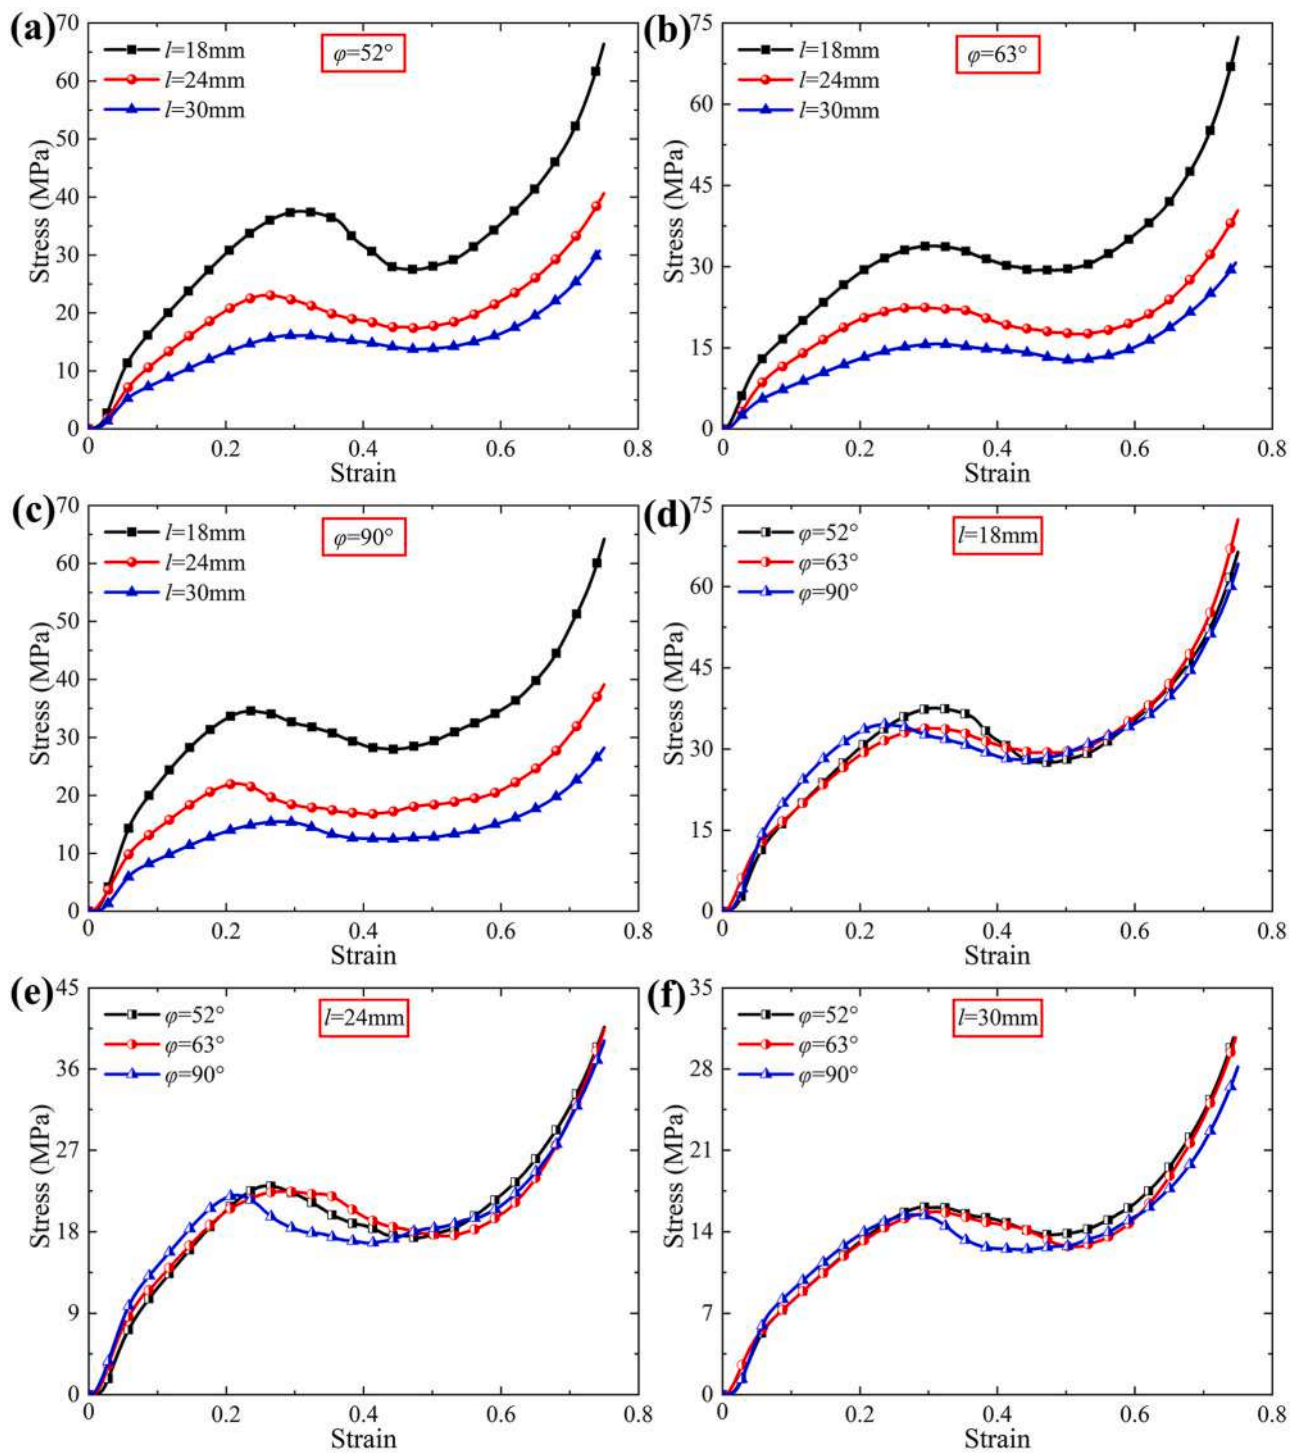 (a)
70
60
50
40
30
20
10
0
Stress (MPa)
l=18mm
l=24mm
l=30mm
φ=52°
0 0.2 0.4 0.6 0.8
Strain
(b)
75
60
45
30
15
0
Stress (MPa)
l=18mm
l=24mm
l=30mm
φ=63°
0 0.2 0.4 0.6 0.8
Strain
(c)
70
60
50
40
30
20
10
0
Stress (MPa)
l=18mm
l=24mm
l=30mm
φ=90°
0 0.2 0.4 0.6 0.8
Strain
(d)
75
60
45
30
15
0
Stress (MPa)
φ=52°
φ=63°
φ=90°
l=18mm
0 0.2 0.4 0.6 0.8
Strain
(e)
45
36
27
18
9
0
Stress (MPa)
φ=52°
φ=63°
φ=90°
l=24mm
0 0.2 0.4 0.6 0.8
Strain
(f)
35
28
21
14
7
0
Stress (MPa)
φ=52°
φ=63°
φ=90°
l=30mm
0 0.2 0.4 0.6 0.8
Strain